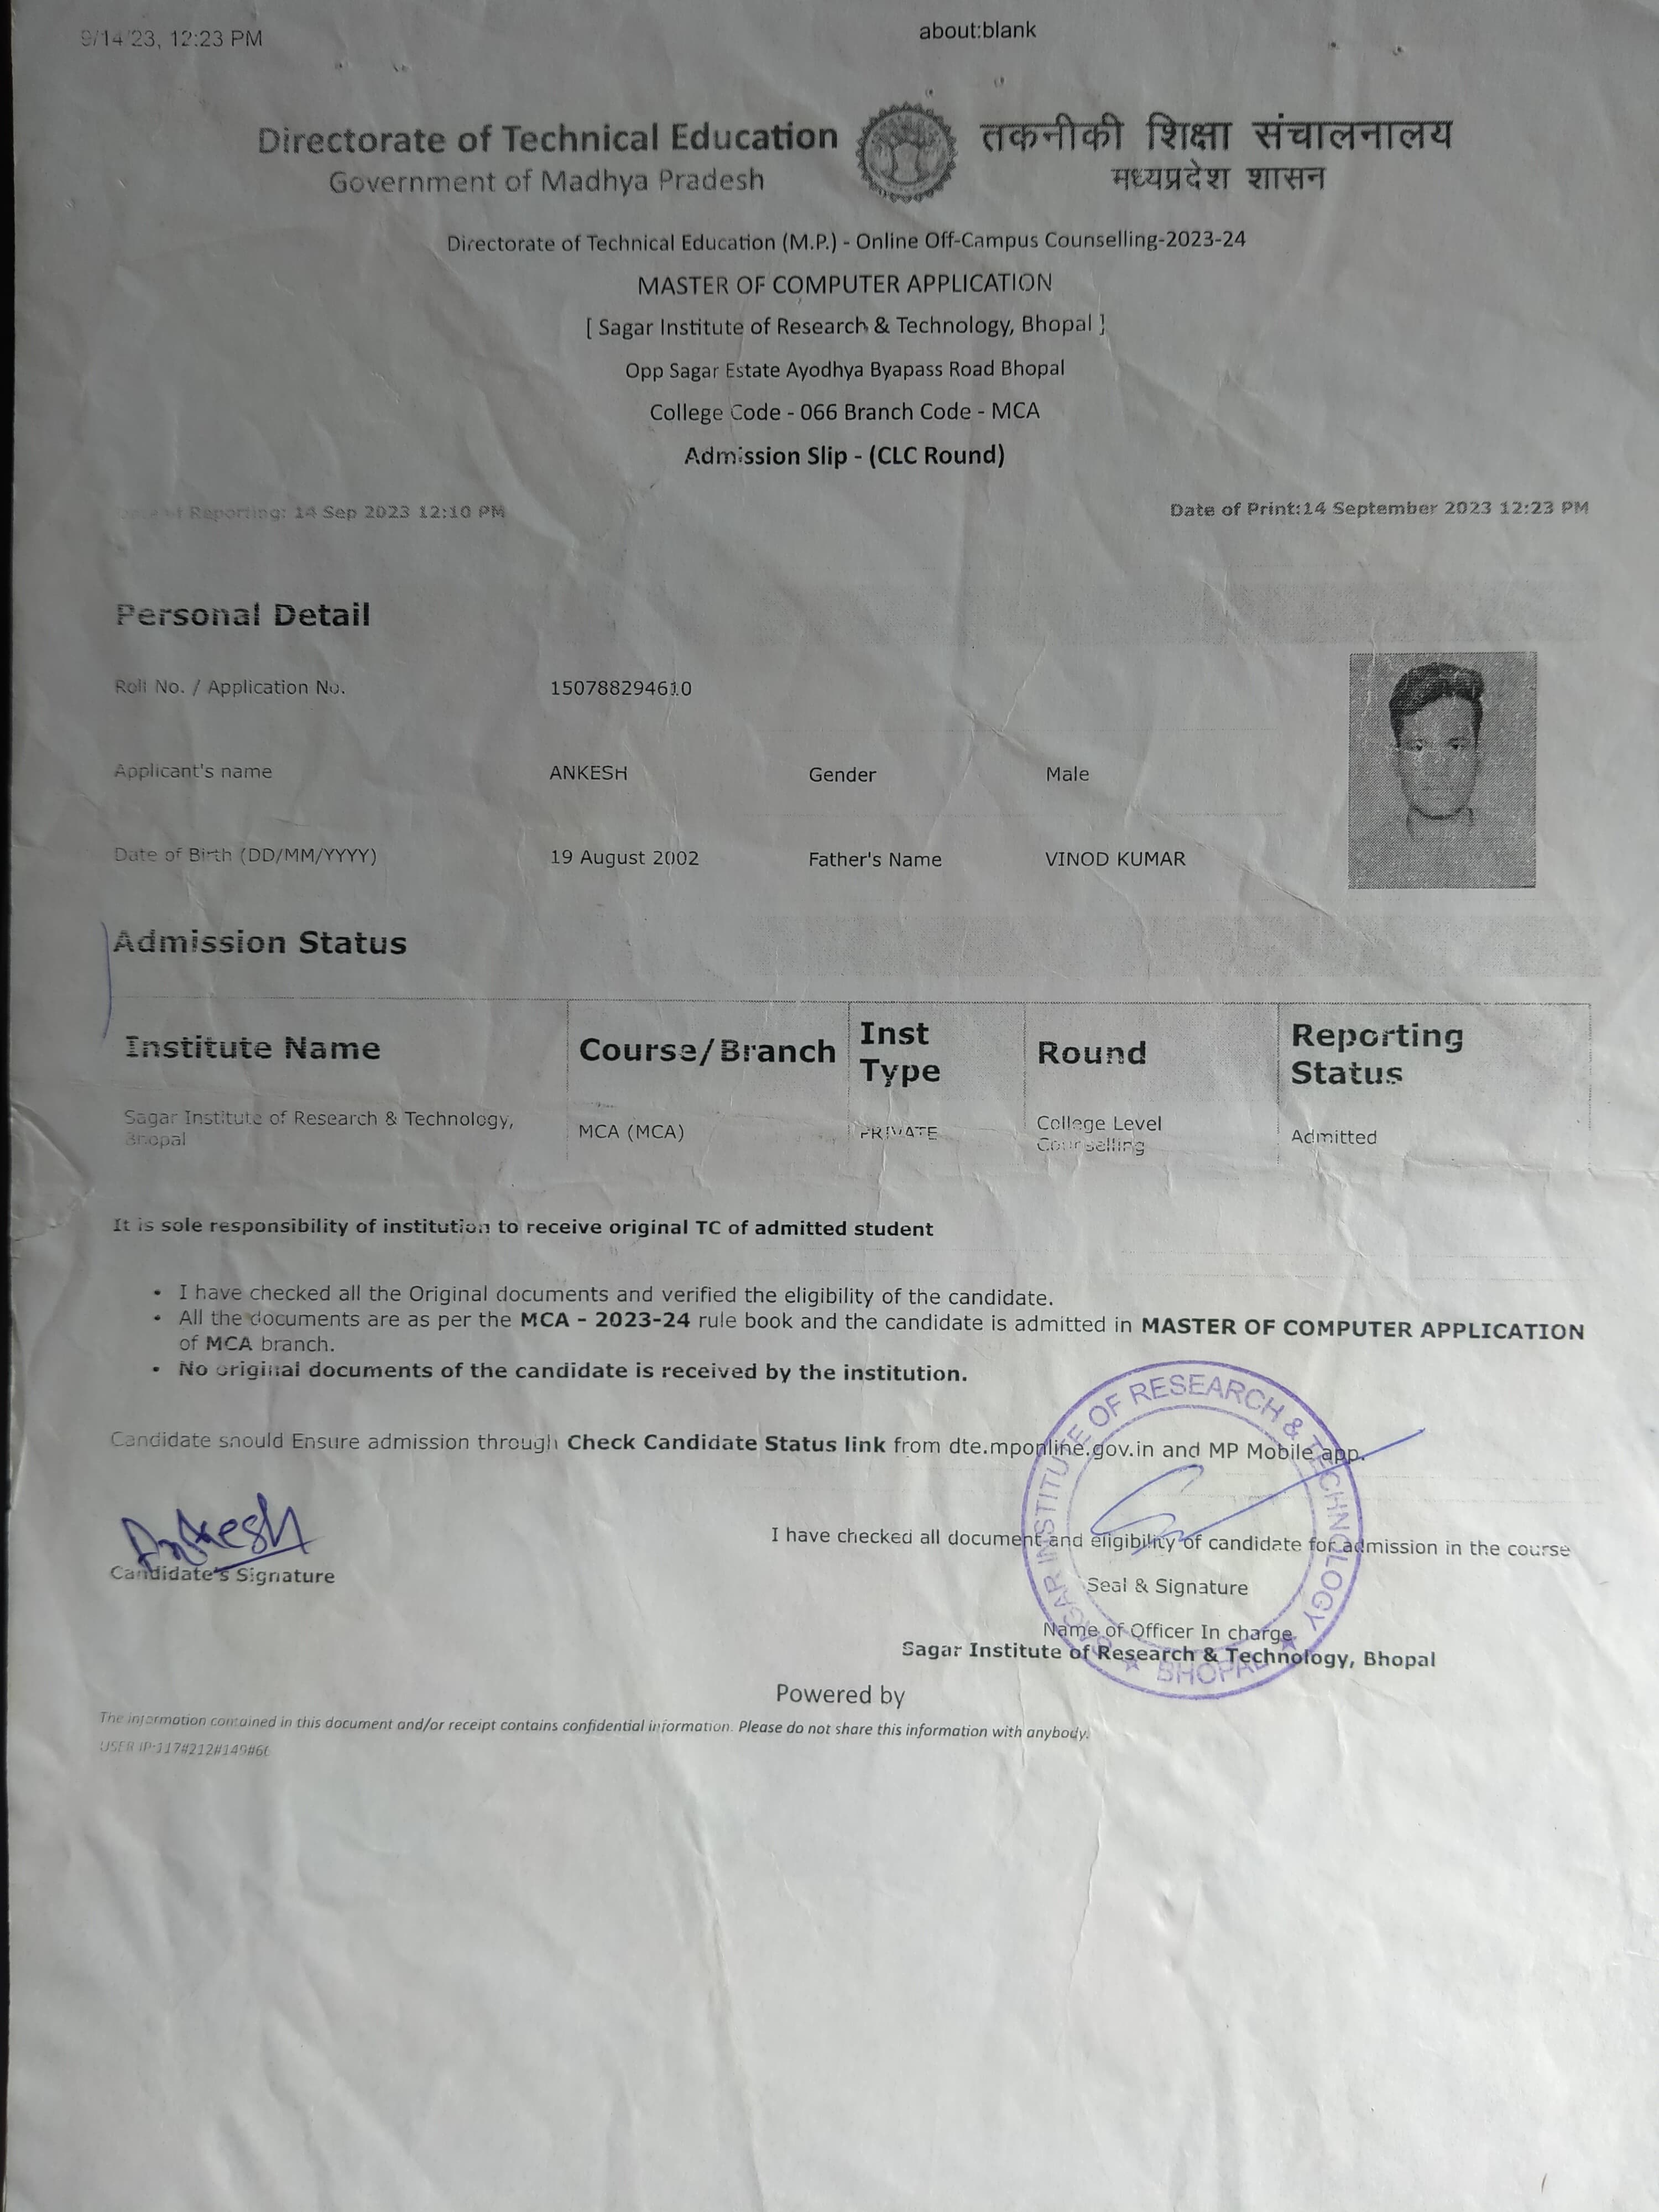 9/14/23, 12:23 PM
about:blank
Directorate of Technical Education
Government of Madhya Pradesh
तकनीकी शिक्षा संचालनालय
मध्यप्रदेश शासन
Directorate of Technical Education (M.P.) - Online Off-Campus Counselling-2023-24
MASTER OF COMPUTER APPLICATION
[ Sagar Institute of Research & Technology, Bhopal ]
Opp Sagar Estate Ayodhya Byapass Road Bhopal
College Code - 066 Branch Code - MCA
Admission Slip - (CLC Round)
Reporting: 14 Sep 2023 12:10 PM
Date of Print:14 September 2023 12:23 PM
Personal Detail
Roll No. / Application No. 150788294610
Applicant's name ANKESH Gender Male
Date of Birth (DD/MM/YYYY) 19 August 2002 Father's Name VINOD KUMAR
Admission Status
Institute Name Course/Branch Inst Type Round Reporting Status
Sagar Institute of Research & Technology, Bhopal MCA (MCA) PRIVATE College Level Counselling Admitted
It is sole responsibility of institution to receive original TC of admitted student
• I have checked all the Original documents and verified the eligibility of the candidate.
• All the documents are as per the MCA - 2023-24 rule book and the candidate is admitted in MASTER OF COMPUTER APPLICATION
of MCA branch.
• No original documents of the candidate is received by the institution.
Candidate should Ensure admission through Check Candidate Status link from dte.mponline.gov.in and MP Mobile app.
Ankesh
Candidate's Signature
I have checked all document and eligibility of candidate for admission in the course
Seal & Signature
Name of Officer In charge
Sagar Institute of Research & Technology, Bhopal
SAGAR INSTITUTE OF RESEARCH & TECHNOLOGY
★ BHOPAL ★
Powered by
The information contained in this document and/or receipt contains confidential information. Please do not share this information with anybody.
USER IP:117#212#149#66